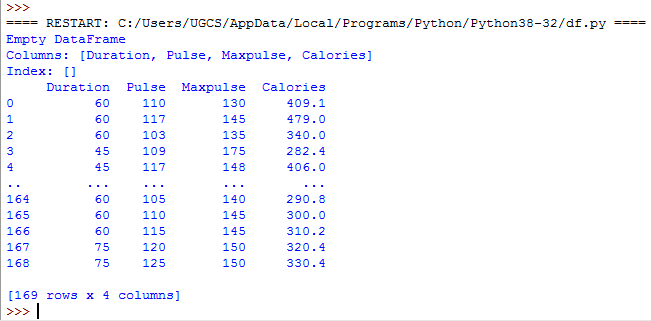 >>>
==== RESTART: C:/Users/UGCS/AppData/Local/Programs/Python/Python38-32/df.py ====
Empty DataFrame
Columns: [Duration, Pulse, Maxpulse, Calories]
Index: []
     Duration  Pulse  Maxpulse  Calories
0          60    110       130     409.1
1          60    117       145     479.0
2          60    103       135     340.0
3          45    109       175     282.4
4          45    117       148     406.0
..        ...    ...       ...       ...
164        60    105       140     290.8
165        60    110       145     300.0
166        60    115       145     310.2
167        75    120       150     320.4
168        75    125       150     330.4
[169 rows x 4 columns]
>>>